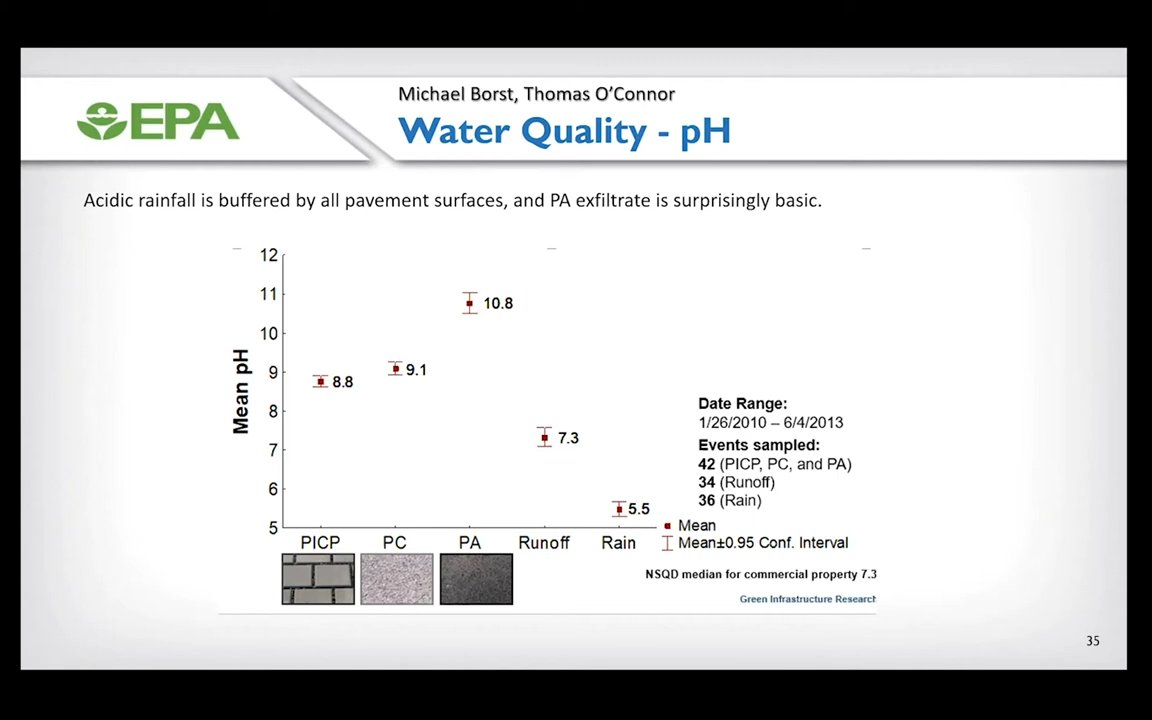 EPA
Michael Borst, Thomas O'Connor
Water Quality - pH
Acidic rainfall is buffered by all pavement surfaces, and PA exfiltrate is surprisingly basic.
Mean pH
12
11
10
9
8
7
6
5
8.8
9.1
10.8
7.3
5.5
PICP PC PA Runoff Rain
Date Range:
1/26/2010 – 6/4/2013
Events sampled:
42 (PICP, PC, and PA)
34 (Runoff)
36 (Rain)
Mean
Mean±0.95 Conf. Interval
NSQD median for commercial property 7.3
Green Infrastructure Research
35